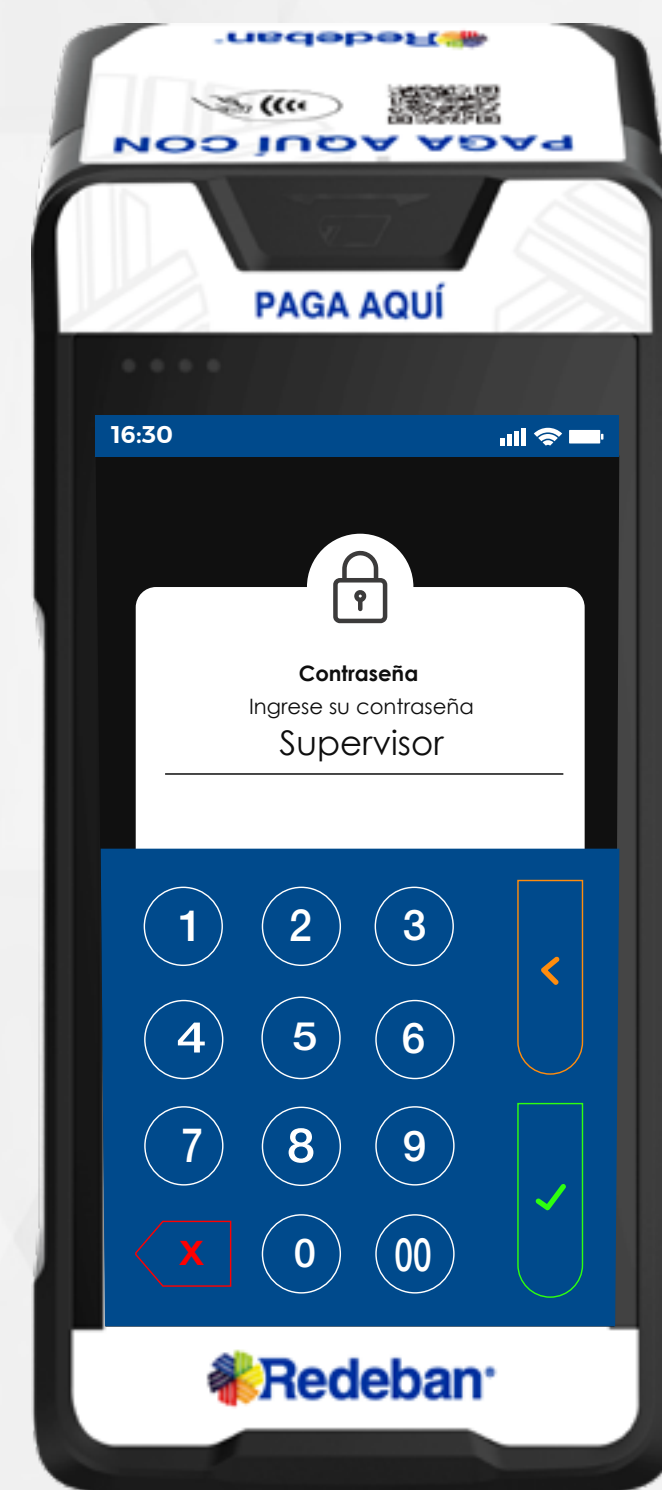 Redeban
PAGA AQUÍ CON
PAGA AQUÍ
16:30
Contraseña
Ingrese su contraseña
Supervisor
1 2 3 <
4 5 6
7 8 9
X 0 00
Redeban